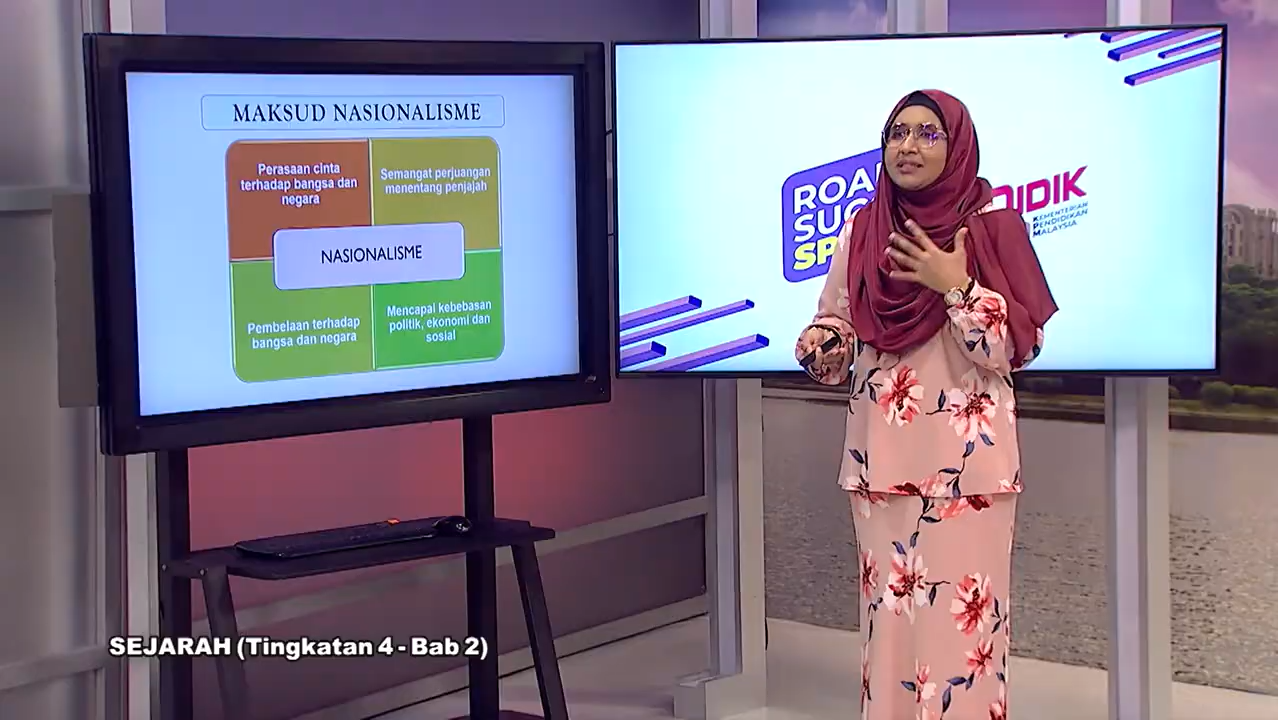 MAKSUD NASIONALISME
Perasaan cinta
terhadap bangsa dan
negara
Semangat perjuangan
menentang penjajah
NASIONALISME
Pembelaan terhadap
bangsa dan negara
Mencapai kebebasan
politik, ekonomi dan
sosial
KEMENTERIAN
PENDIDIKAN
MALAYSIA
SEJARAH (Tingkatan 4 - Bab 2)